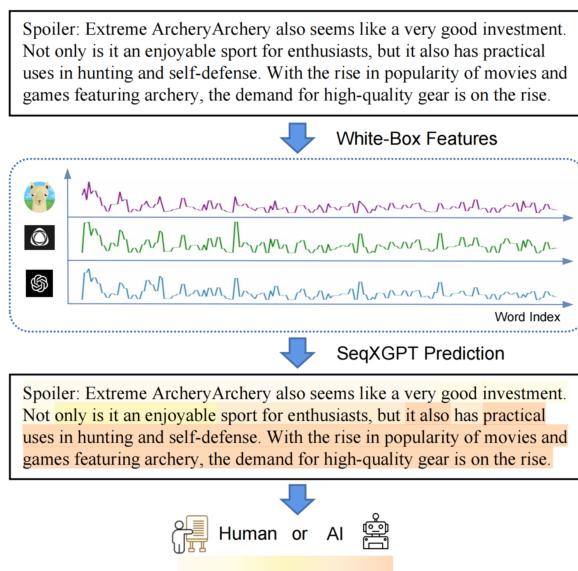 Spoiler: Extreme ArcheryArchery also seems like a very good investment.
Not only is it an enjoyable sport for enthusiasts, but it also has practical
uses in hunting and self-defense. With the rise in popularity of movies and
games featuring archery, the demand for high-quality gear is on the rise.
White-Box Features
Word Index
SeqXGPT Prediction
Spoiler: Extreme ArcheryArchery also seems like a very good investment.
Not only is it an enjoyable sport for enthusiasts, but it also has practical
uses in hunting and self-defense. With the rise in popularity of movies and
games featuring archery, the demand for high-quality gear is on the rise.
Human or AI